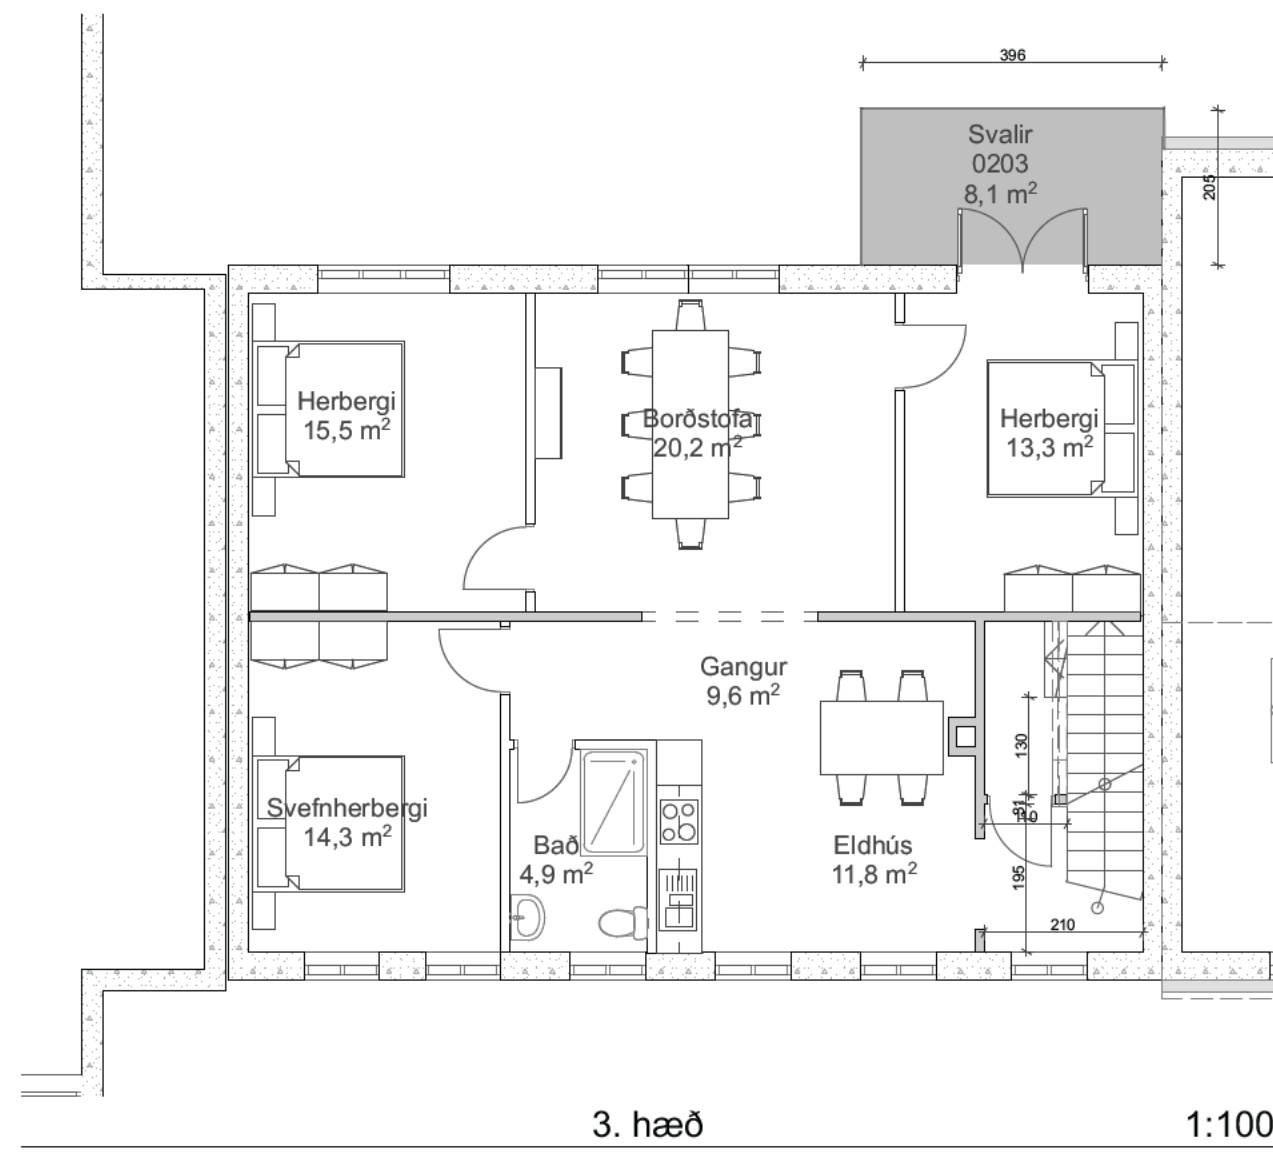 396
Svalir
0203
8,1 m²
205
Herbergi
15,5 m²
Borðstofa
20,2 m²
Herbergi
13,3 m²
Gangur
9,6 m²
130
81
110
Svefnherbergi
14,3 m²
Bað
4,9 m²
Eldhús
11,8 m²
195
210
3. hæð
1:100